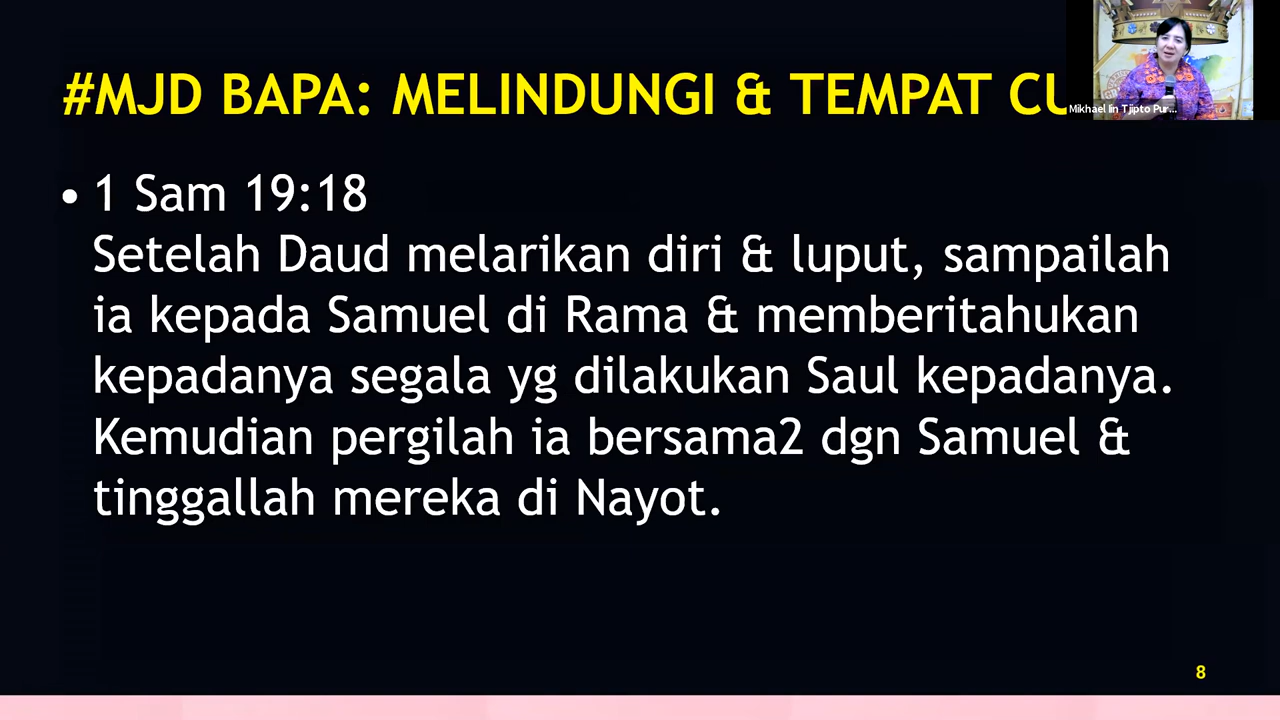 #MJD BAPA: MELINDUNGI & TEMPAT
Mikhael Iin Tjipto Pur...
• 1 Sam 19:18
Setelah Daud melarikan diri & luput, sampailah
ia kepada Samuel di Rama & memberitahukan
kepadanya segala yg dilakukan Saul kepadanya.
Kemudian pergilah ia bersama2 dgn Samuel &
tinggallah mereka di Nayot.
8